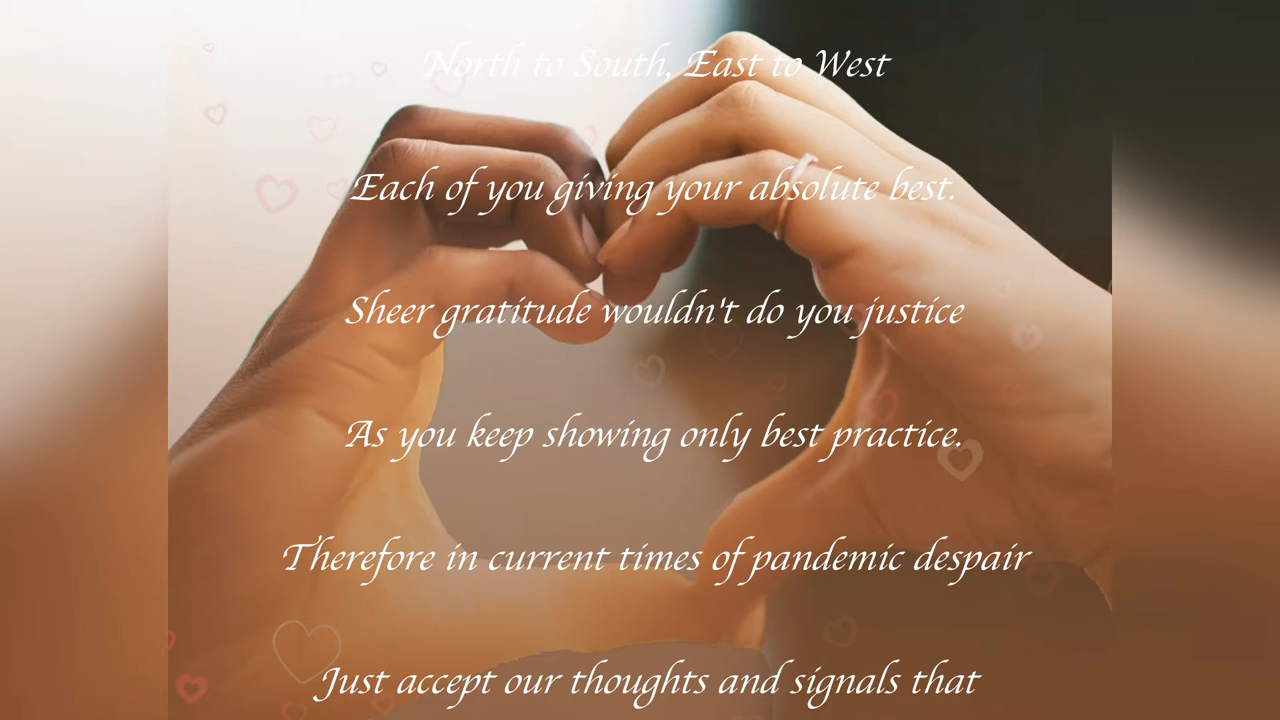 North to South, East to West
Each of you giving your absolute best.
Sheer gratitude wouldn't do you justice
As you keep showing only best practice.
Therefore in current times of pandemic despair
Just accept our thoughts and signals that